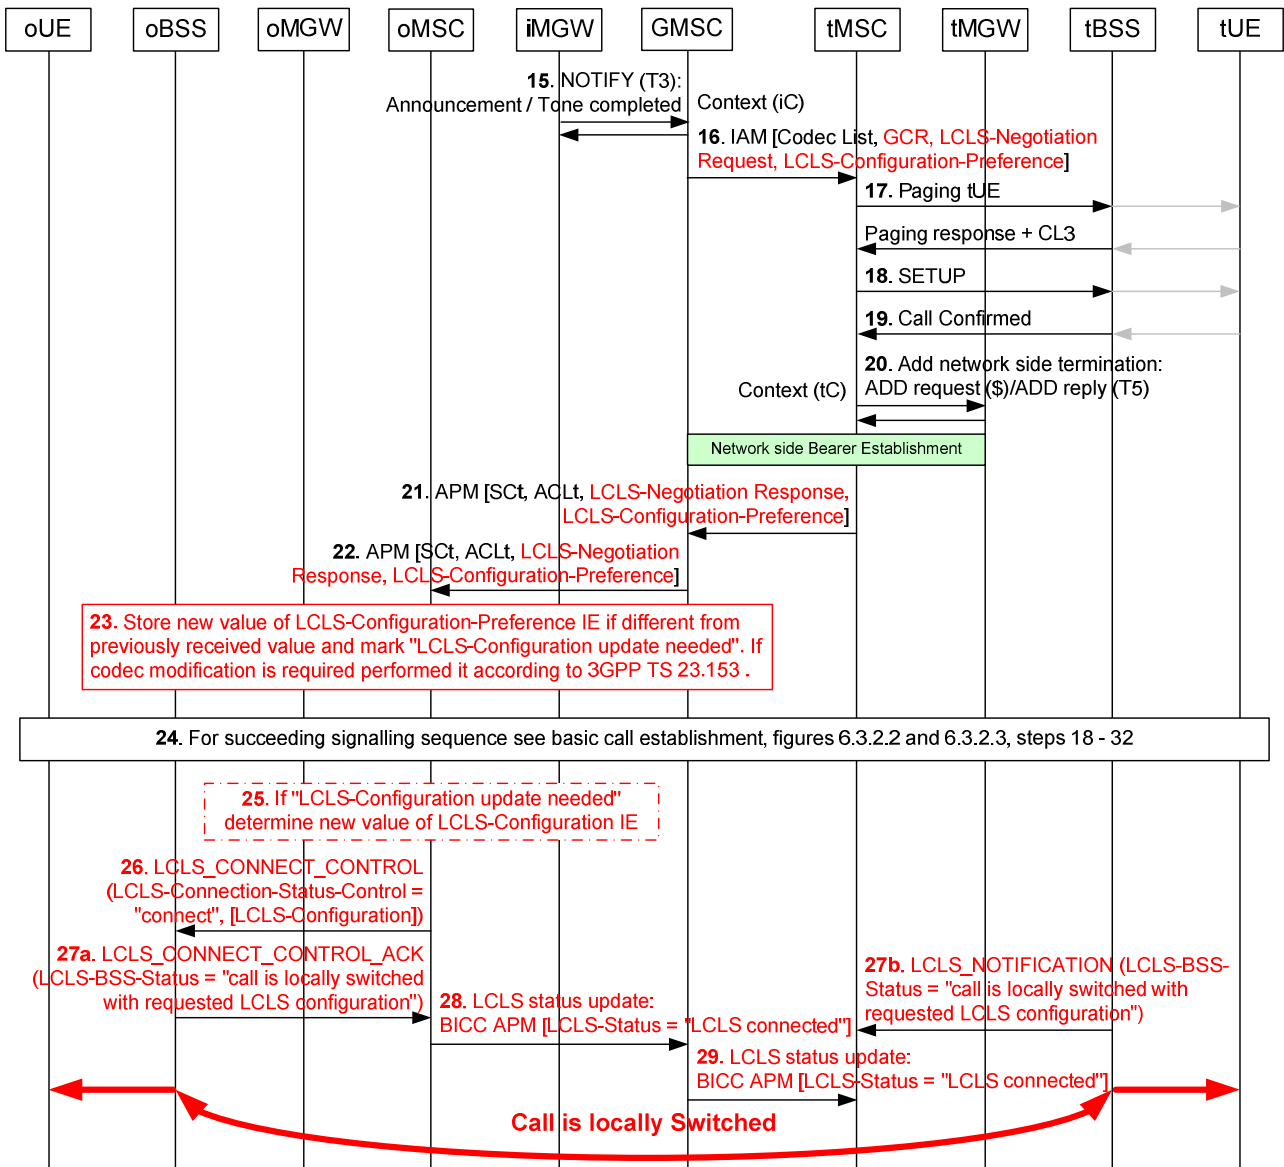 oUE oBSS oMGW oMSC iMGW GMSC tMSC tMGW tBSS tUE
15. NOTIFY (T3):
Announcement / Tone completed
Context (iC)
16. IAM [Codec List, GCR, LCLS-Negotiation
Request, LCLS-Configuration-Preference]
17. Paging tUE
Paging response + CL3
18. SETUP
19. Call Confirmed
20. Add network side termination:
ADD request ($)/ADD reply (T5)
Context (tC)
Network side Bearer Establishment
21. APM [SCt, ACLt, LCLS-Negotiation Response,
LCLS-Configuration-Preference]
22. APM [SCt, ACLt, LCLS-Negotiation
Response, LCLS-Configuration-Preference]
23. Store new value of LCLS-Configuration-Preference IE if different from
previously received value and mark "LCLS-Configuration update needed". If
codec modification is required performed it according to 3GPP TS 23.153 .
24. For succeeding signalling sequence see basic call establishment, figures 6.3.2.2 and 6.3.2.3, steps 18 - 32
25. If "LCLS-Configuration update needed"
determine new value of LCLS-Configuration IE
26. LCLS_CONNECT_CONTROL
(LCLS-Connection-Status-Control =
"connect", [LCLS-Configuration])
27a. LCLS_CONNECT_CONTROL_ACK
(LCLS-BSS-Status = "call is locally switched
with requested LCLS configuration")
27b. LCLS_NOTIFICATION (LCLS-BSS-
Status = "call is locally switched with
requested LCLS configuration")
28. LCLS status update:
BICC APM [LCLS-Status = "LCLS connected"]
29. LCLS status update:
BICC APM [LCLS-Status = "LCLS connected"]
Call is locally Switched